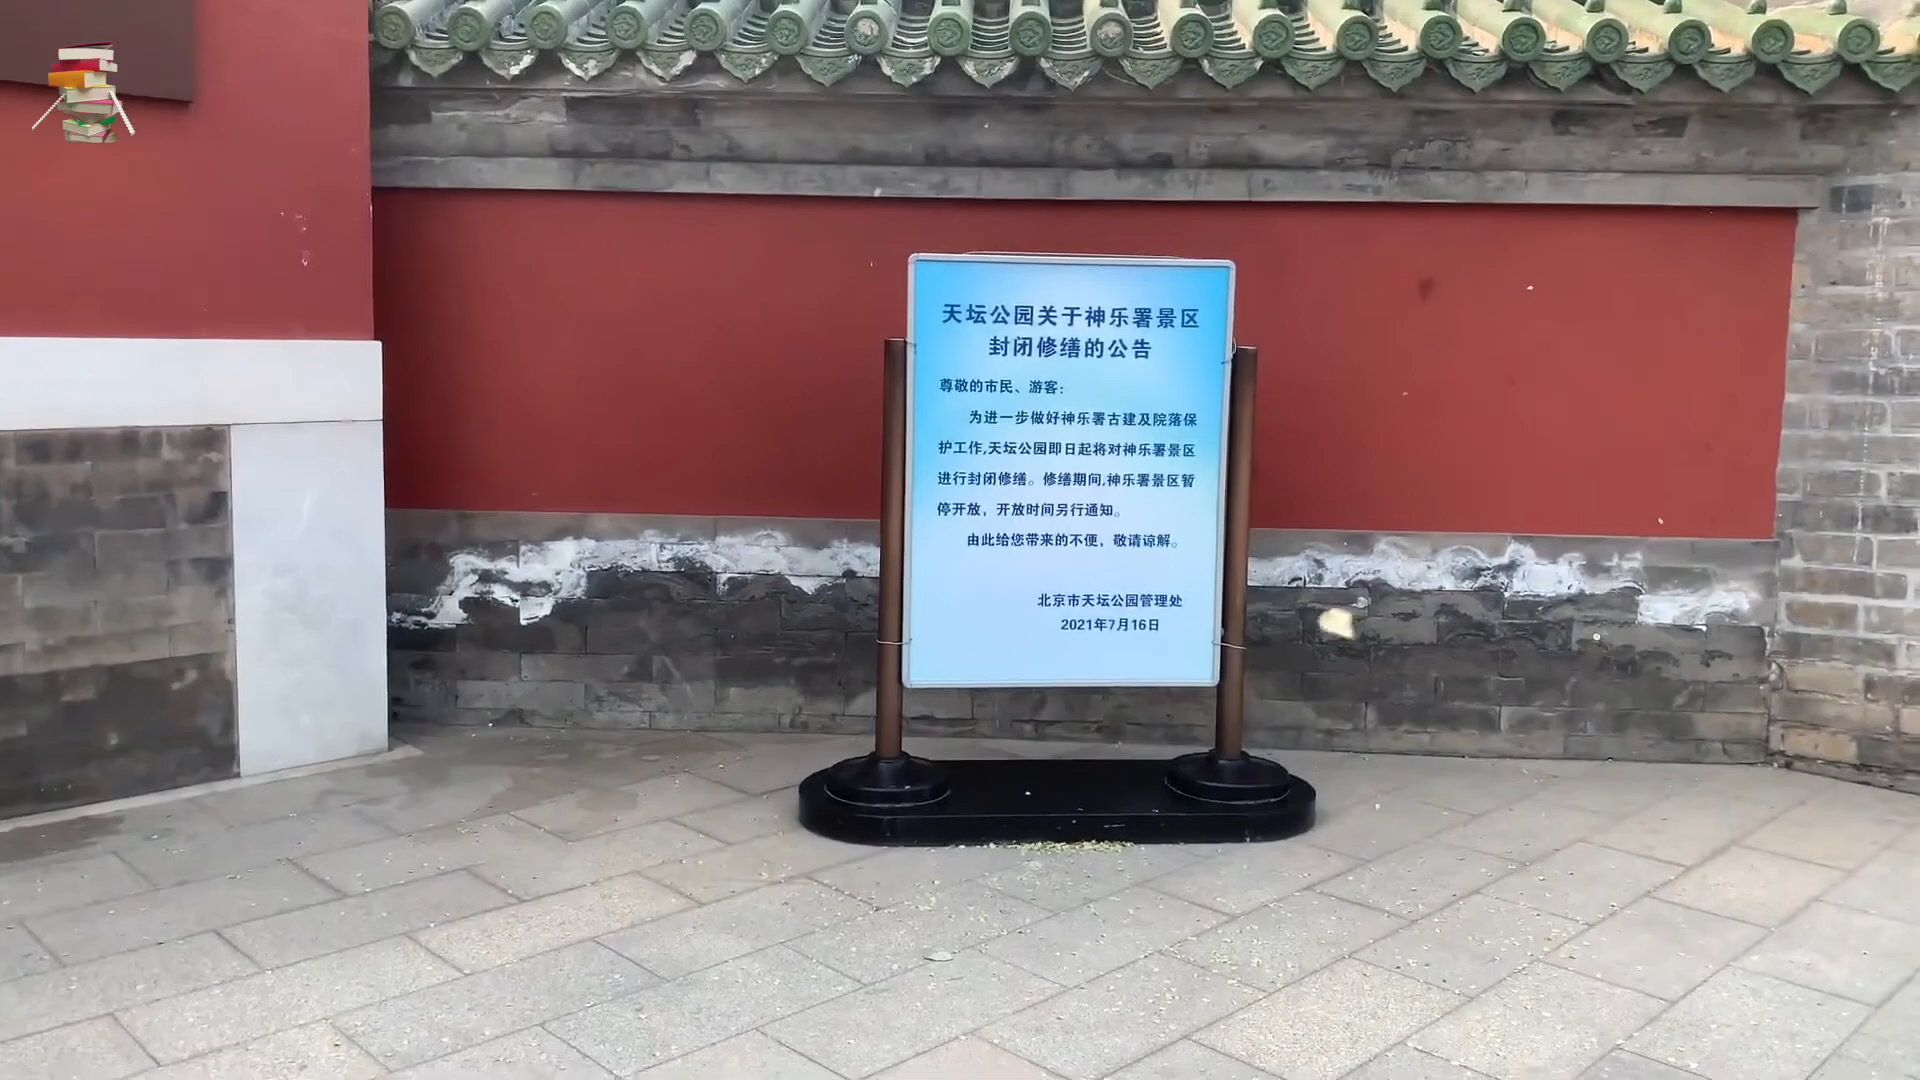 天坛公园关于神乐署景区
封闭修缮的公告
尊敬的市民、游客：
为进一步做好神乐署古建及院落保
护工作,天坛公园即日起将对神乐署景区
进行封闭修缮。修缮期间,神乐署景区暂
停开放，开放时间另行通知。
由此给您带来的不便，敬请谅解。
北京市天坛公园管理处
2021年7月16日